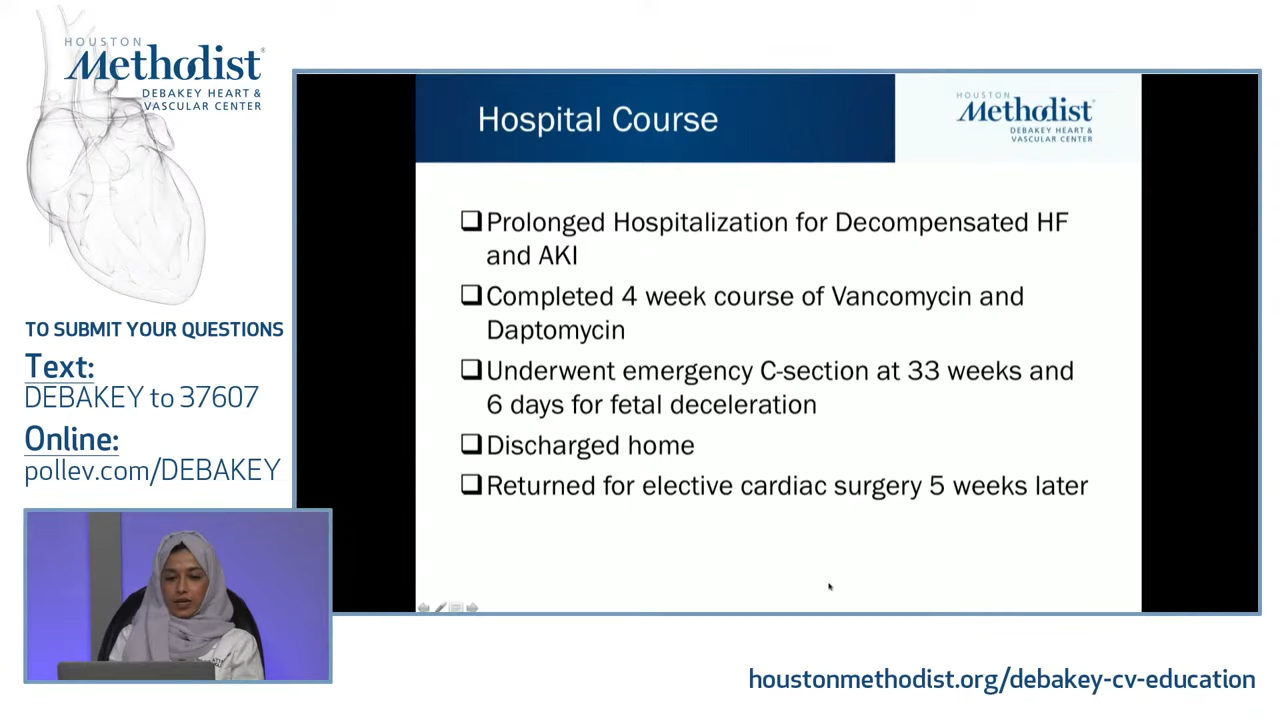 HOUSTON
Methodist®
DEBAKEY HEART &
VASCULAR CENTER
TO SUBMIT YOUR QUESTIONS
Text:
DEBAKEY to 37607
Online:
pollev.com/DEBAKEY
Hospital Course
HOUSTON
Methodist®
DEBAKEY HEART &
VASCULAR CENTER
❑Prolonged Hospitalization for Decompensated HF
and AKI
❑Completed 4 week course of Vancomycin and
Daptomycin
❑Underwent emergency C-section at 33 weeks and
6 days for fetal deceleration
❑Discharged home
❑Returned for elective cardiac surgery 5 weeks later
houstonmethodist.org/debakey-cv-education